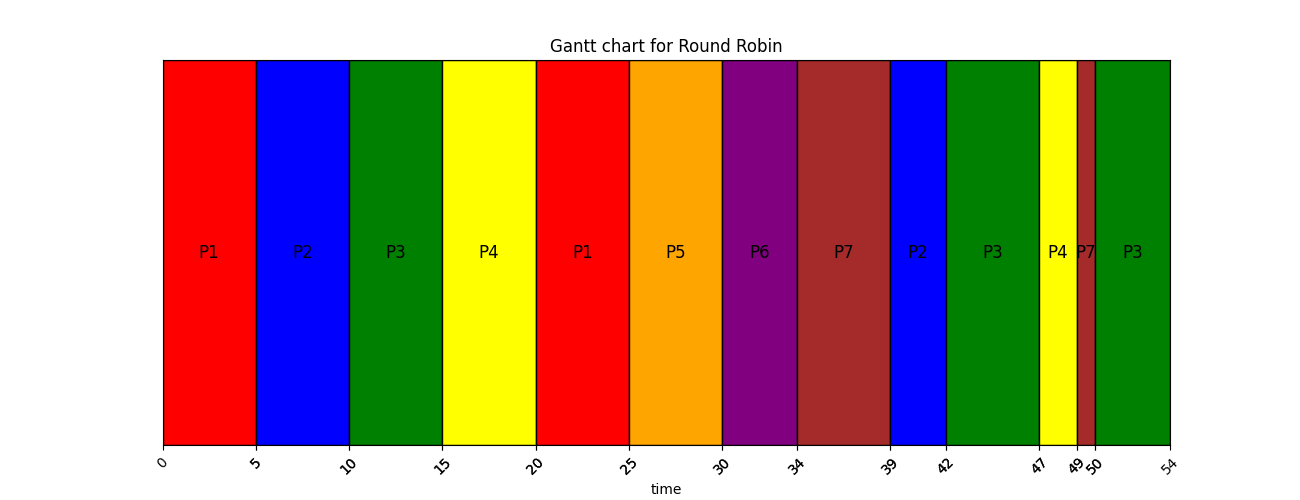 Gantt chart for Round Robin
P1 P2 P3 P4 P1 P5 P6 P7 P2 P3 P4 P7 P3
0 5 10 15 20 25 30 34 39 42 47 49 50 54
time